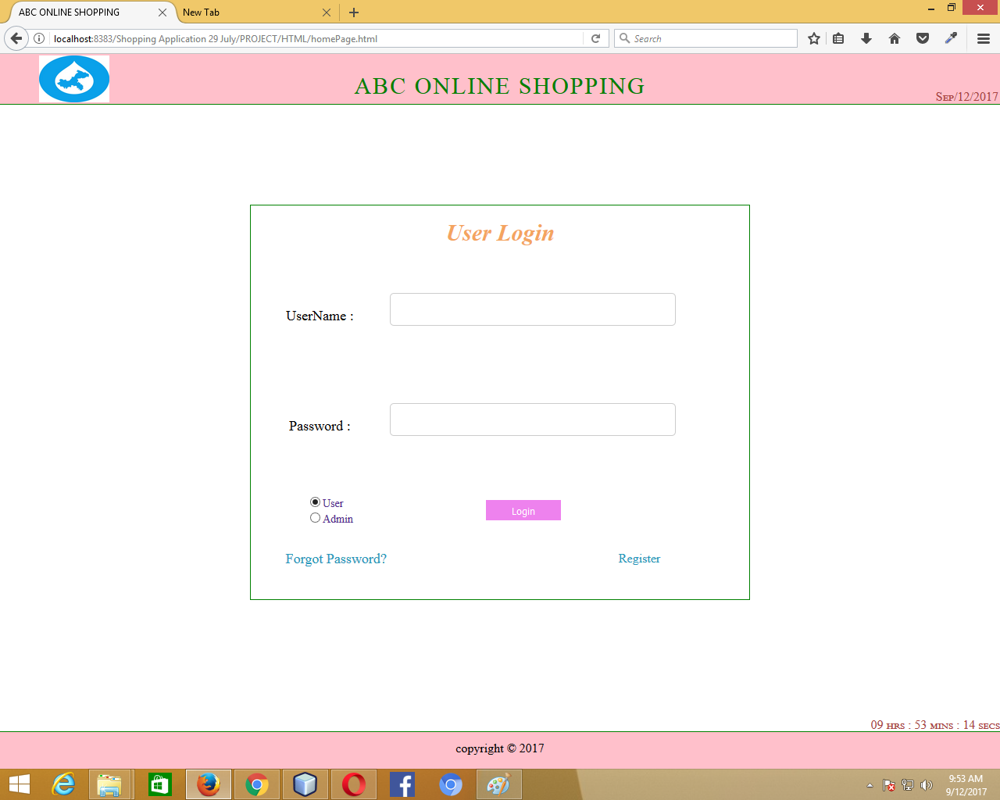 ABC ONLINE SHOPPING
New Tab
localhost:8383/Shopping Application 29 July/PROJECT/HTML/homePage.html
Search
ABC ONLINE SHOPPING
Sep/12/2017
User Login
UserName :
Password :
User
Admin
Login
Forgot Password?
Register
09 hrs : 53 mins : 14 secs
copyright © 2017
9:53 AM
9/12/2017